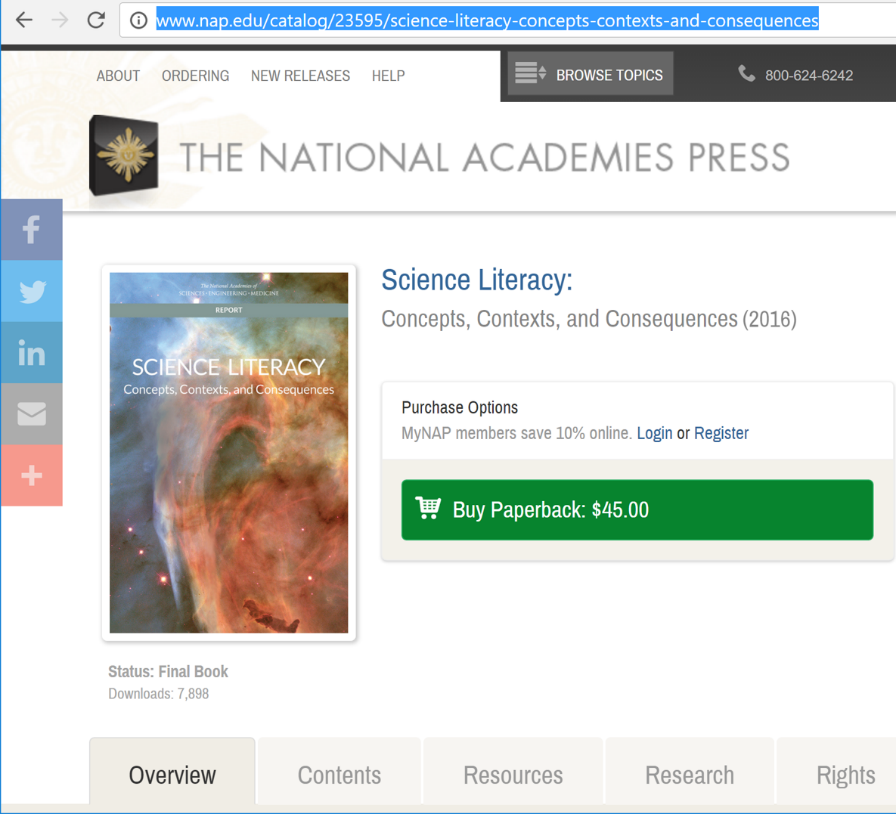 www.nap.edu/catalog/23595/science-literacy-concepts-contexts-and-consequences
ABOUT ORDERING NEW RELEASES HELP
BROWSE TOPICS
800-624-6242
THE NATIONAL ACADEMIES PRESS
f
in
The National Academies of
SCIENCES • ENGINEERING • MEDICINE
REPORT
SCIENCE LITERACY
Concepts, Contexts, and Consequences
Science Literacy:
Concepts, Contexts, and Consequences (2016)
Purchase Options
MyNAP members save 10% online. Login or Register
Buy Paperback: $45.00
Status: Final Book
Downloads: 7,898
Overview Contents Resources Research Rights